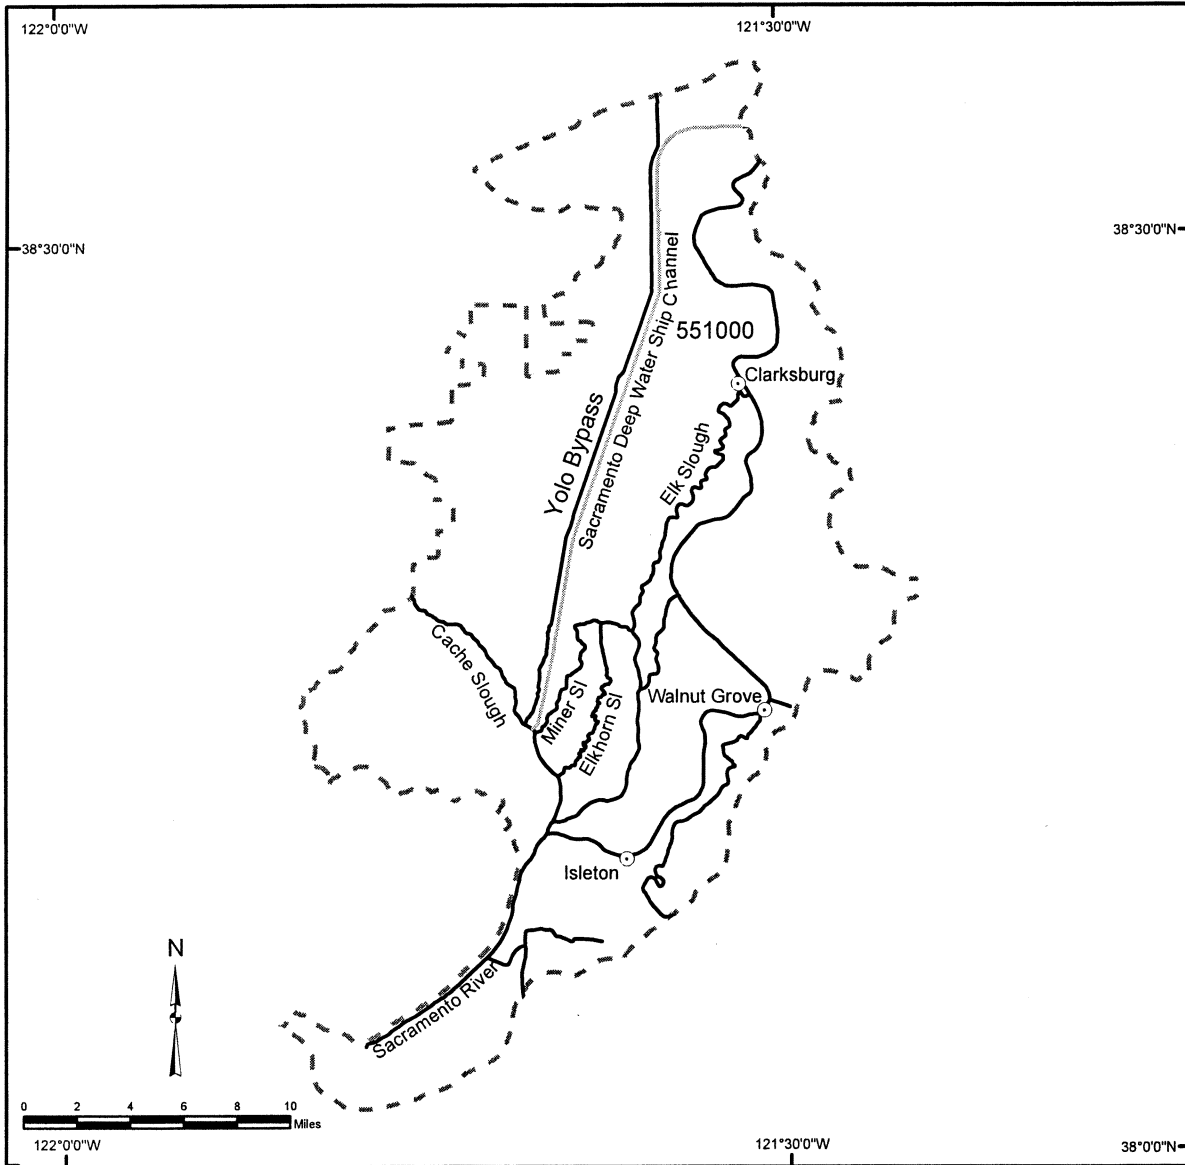 122°0'0"W
121°30'0"W
38°30'0"N
38°30'0"N
Sacramento Deep Water Ship Channel
551000
Clarksburg
Yolo Bypass
Elk Slough
Cache Slough
Miner Sl
Elkhorn Sl
Walnut Grove
Isleton
N
Sacramento River
0 2 4 6 8 10
Miles
122°0'0"W
121°30'0"W
38°0'0"N